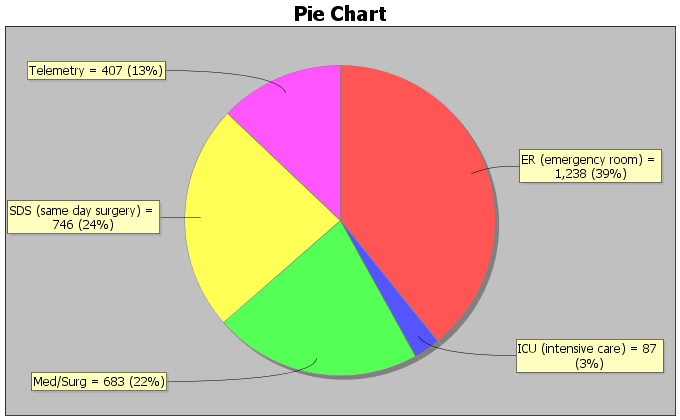 Pie Chart
Telemetry = 407 (13%)
ER (emergency room) =
1,238 (39%)
SDS (same day surgery) =
746 (24%)
ICU (intensive care) = 87
(3%)
Med/Surg = 683 (22%)